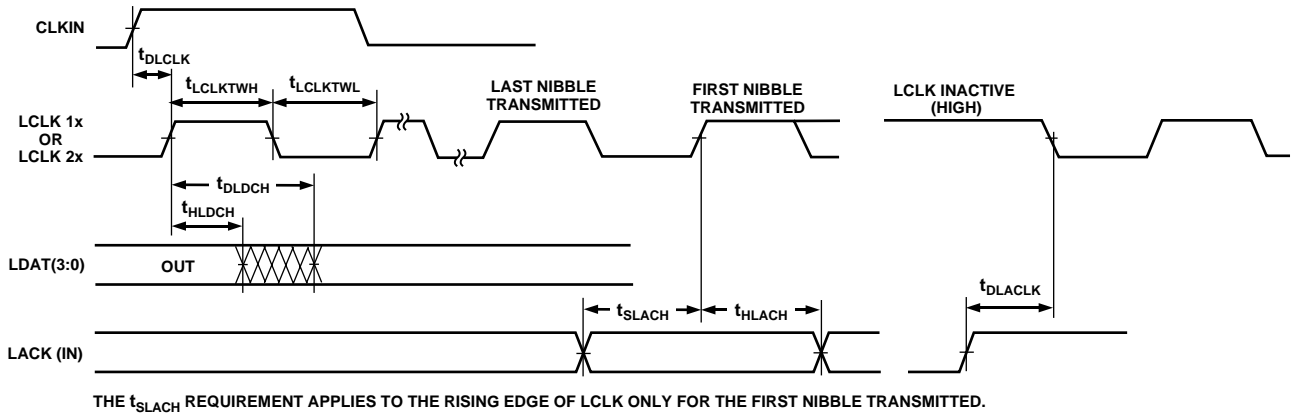 CLKIN
tDLCLK
tLCLKTWH
tLCLKTWL
LAST NIBBLE
TRANSMITTED
FIRST NIBBLE
TRANSMITTED
LCLK INACTIVE
(HIGH)
LCLK 1x
OR
LCLK 2x
tDLDCH
tHLDCH
LDAT(3:0)
OUT
tSLACH
tHLACH
tDLACLK
LACK (IN)
THE tSLACH REQUIREMENT APPLIES TO THE RISING EDGE OF LCLK ONLY FOR THE FIRST NIBBLE TRANSMITTED.